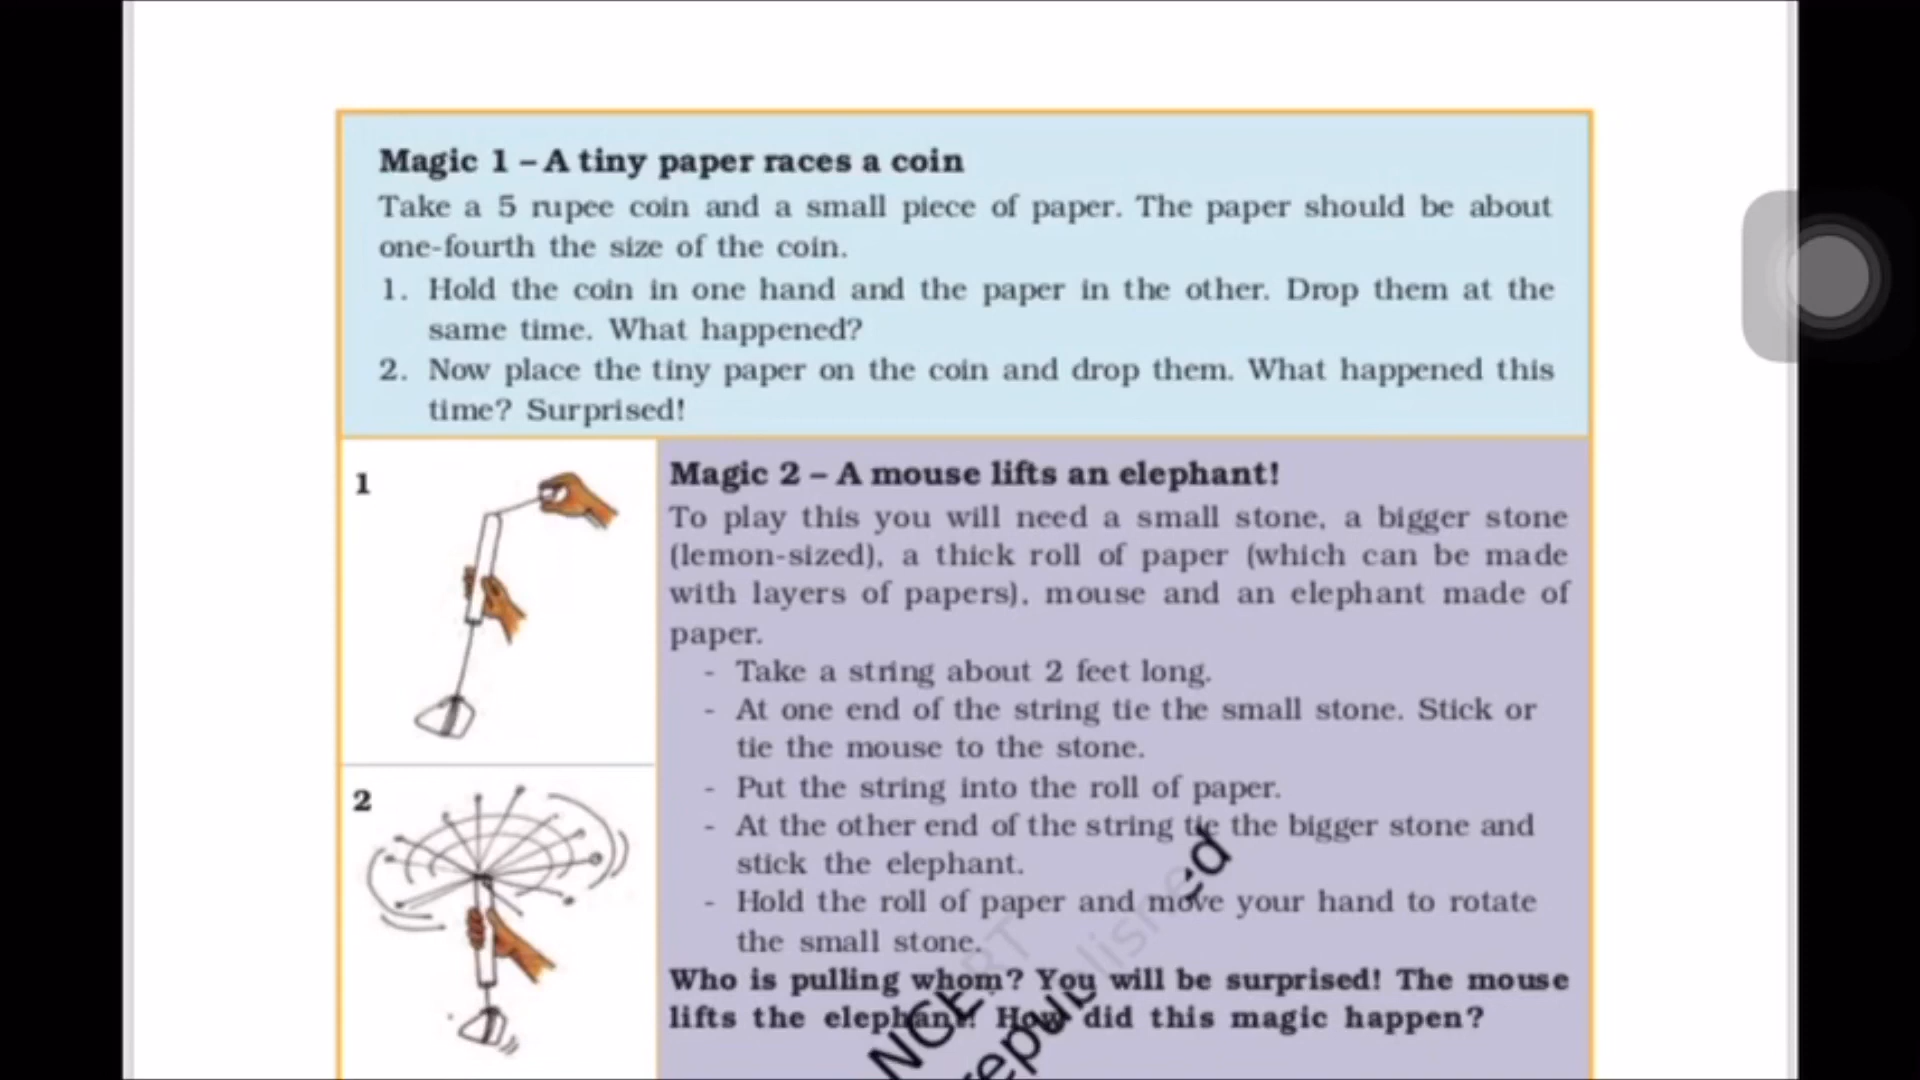 Magic 1 – A tiny paper races a coin
Take a 5 rupee coin and a small piece of paper. The paper should be about
one-fourth the size of the coin.
1. Hold the coin in one hand and the paper in the other. Drop them at the
same time. What happened?
2. Now place the tiny paper on the coin and drop them. What happened this
time? Surprised!
1
Magic 2 – A mouse lifts an elephant!
To play this you will need a small stone, a bigger stone
(lemon-sized), a thick roll of paper (which can be made
with layers of papers), mouse and an elephant made of
paper.
- Take a string about 2 feet long.
- At one end of the string tie the small stone. Stick or
tie the mouse to the stone.
- Put the string into the roll of paper.
2
- At the other end of the string tie the bigger stone and
stick the elephant.
- Hold the roll of paper and move your hand to rotate
the small stone.
Who is pulling whom? You will be surprised! The mouse
lifts the elephant! How did this magic happen?
NCERT
republished